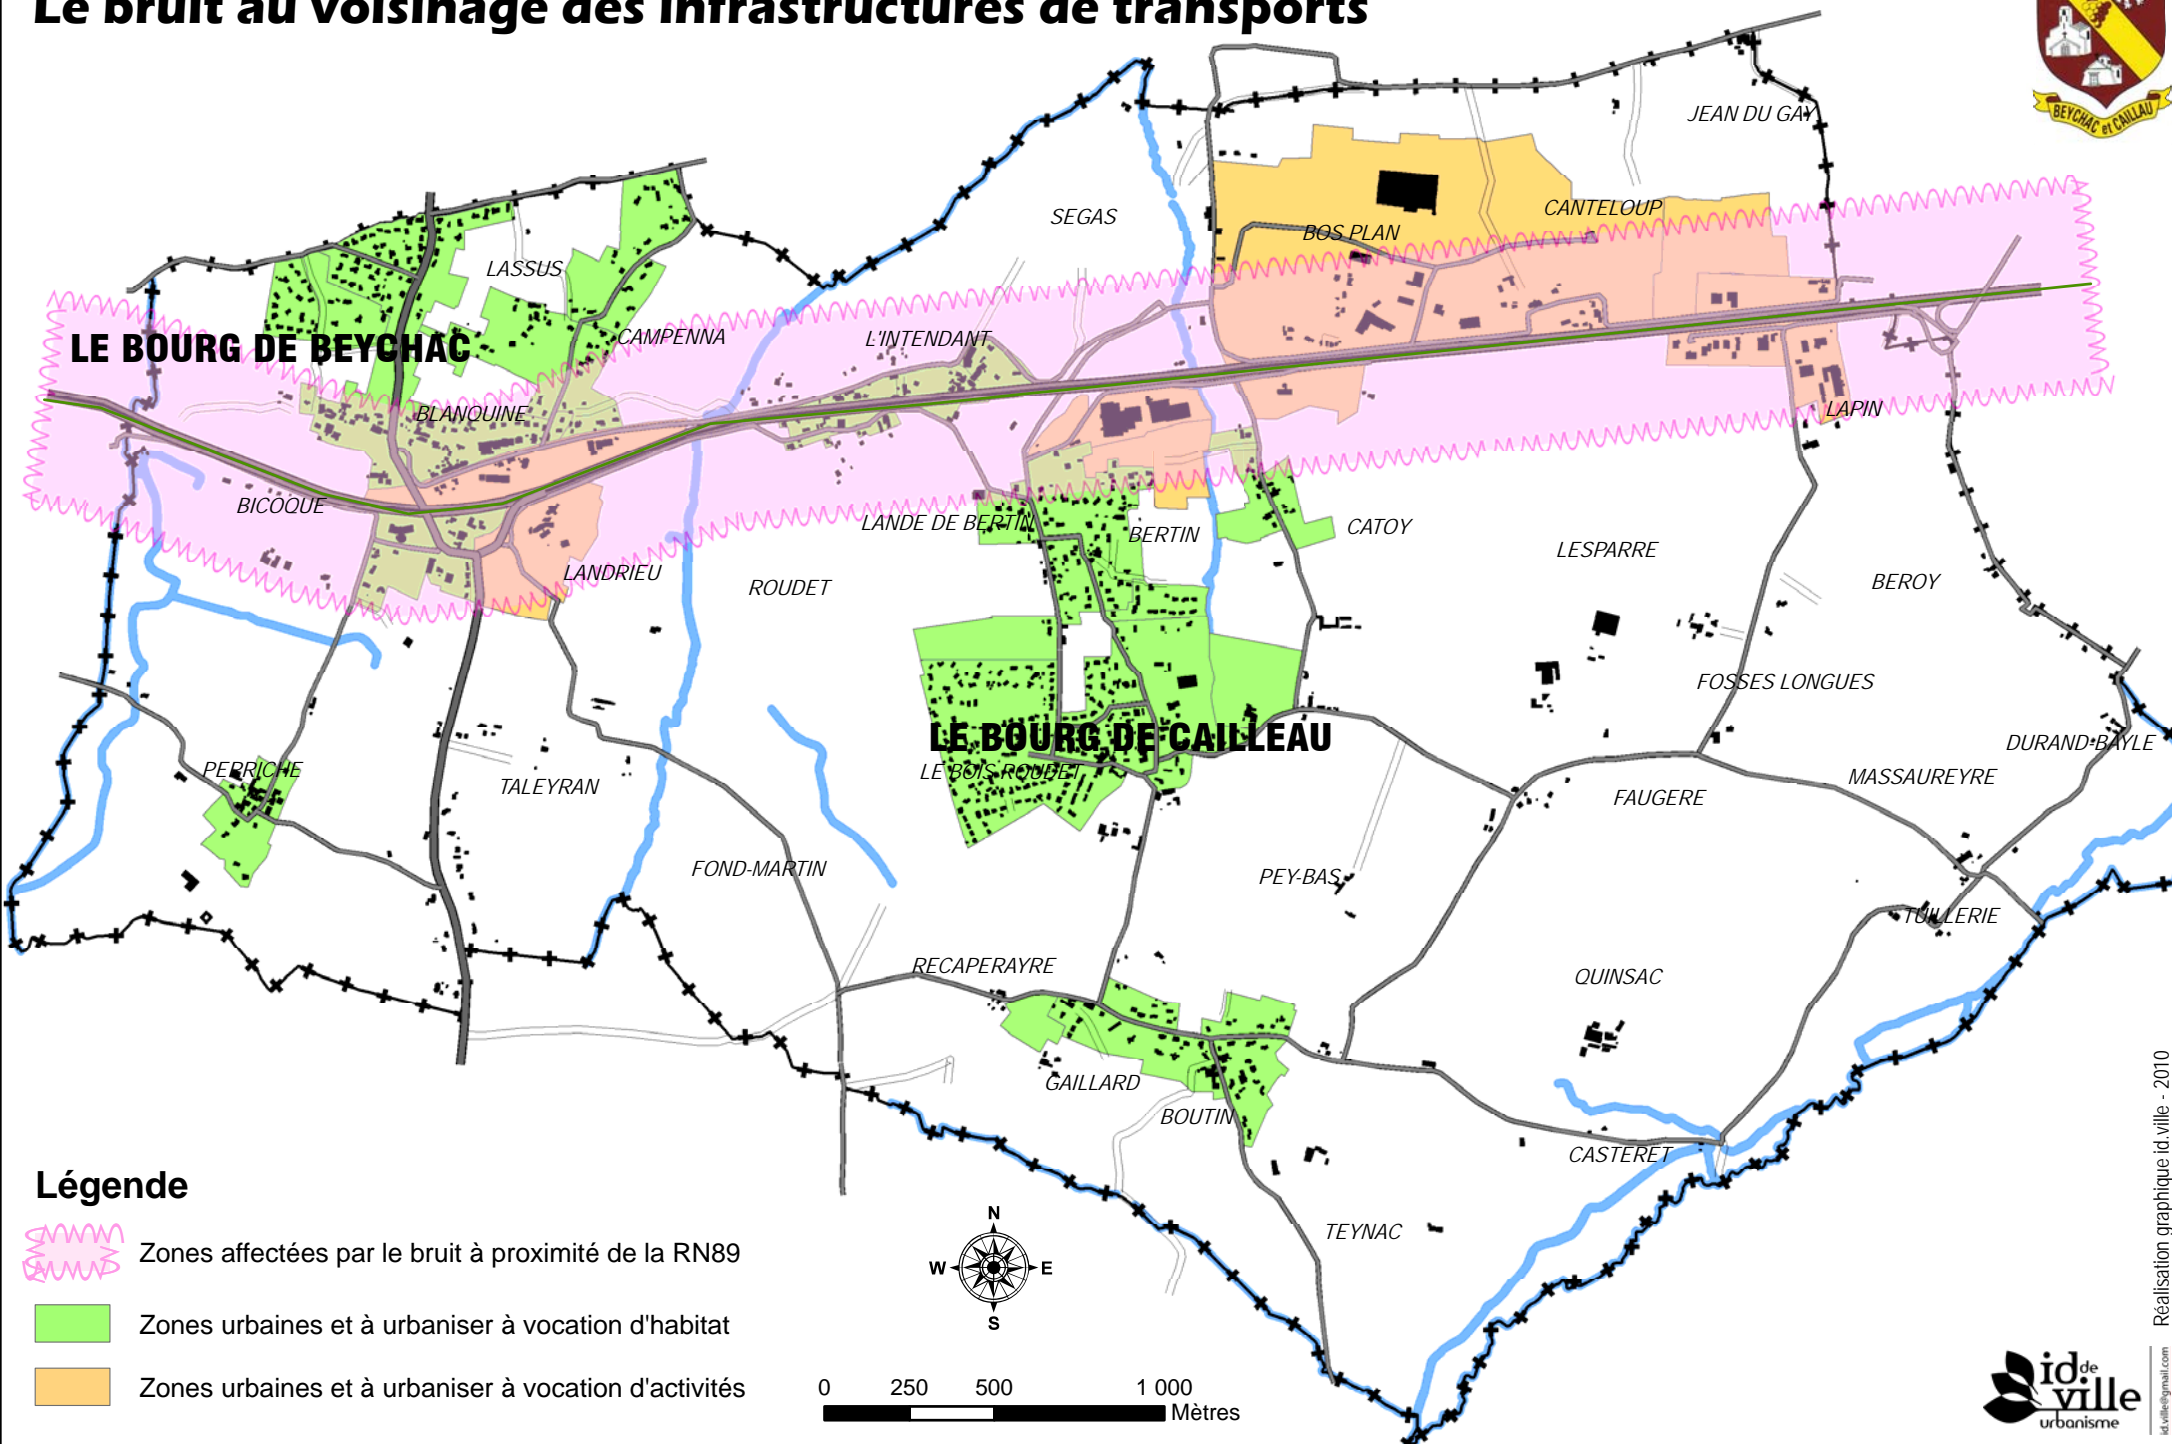 Le bruit au voisinage des infrastructures de transports
BEYCHAC et CAILLAU
JEAN DU GAY
SEGAS
CANTELOUP
BOS PLAN
LASSUS
CAMPENNA
L'INTENDANT
LE BOURG DE BEYCHAC
BLANQUINE
LAPIN
BICOQUE
LANDE DE BERTIN
BERTIN
CATOY
LESPARRE
LANDRIEU
ROUDET
BEROY
FOSSES LONGUES
LE BOURG DE CAILLEAU
DURAND-BAYLE
PERRICHE
LE BOIS ROUDET
TALEYRAN
MASSAUREYRE
FAUGERE
FOND-MARTIN
PEY-BAS
TUILLERIE
RECAPERAYRE
QUINSAC
GAILLARD
BOUTIN
CASTERET
TEYNAC
Légende
Zones affectées par le bruit à proximité de la RN89
Zones urbaines et à urbaniser à vocation d'habitat
Zones urbaines et à urbaniser à vocation d'activités
N
W E
S
0 250 500 1 000
Mètres
Réalisation graphique id.ville - 2010
id de
ville
urbanisme
id.ville@gmail.com